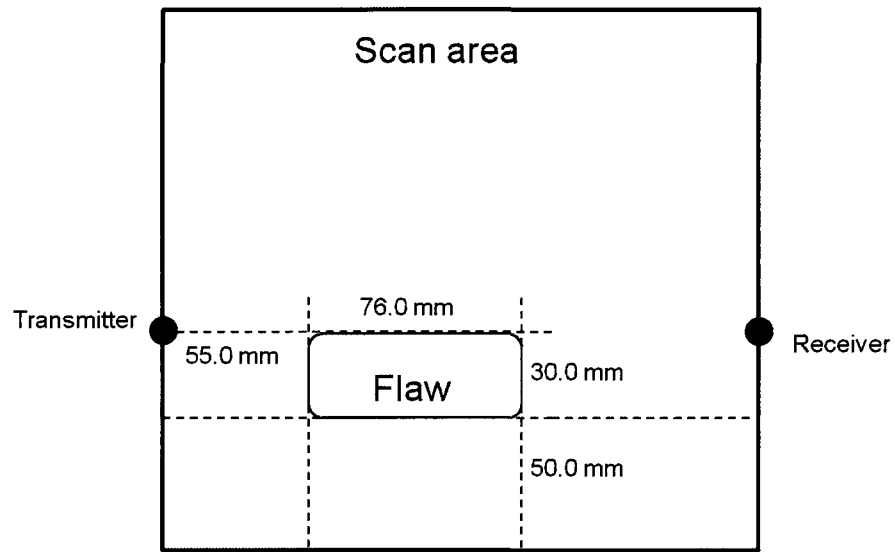 Scan area
Transmitter
76.0 mm
55.0 mm
Flaw
30.0 mm
Receiver
50.0 mm